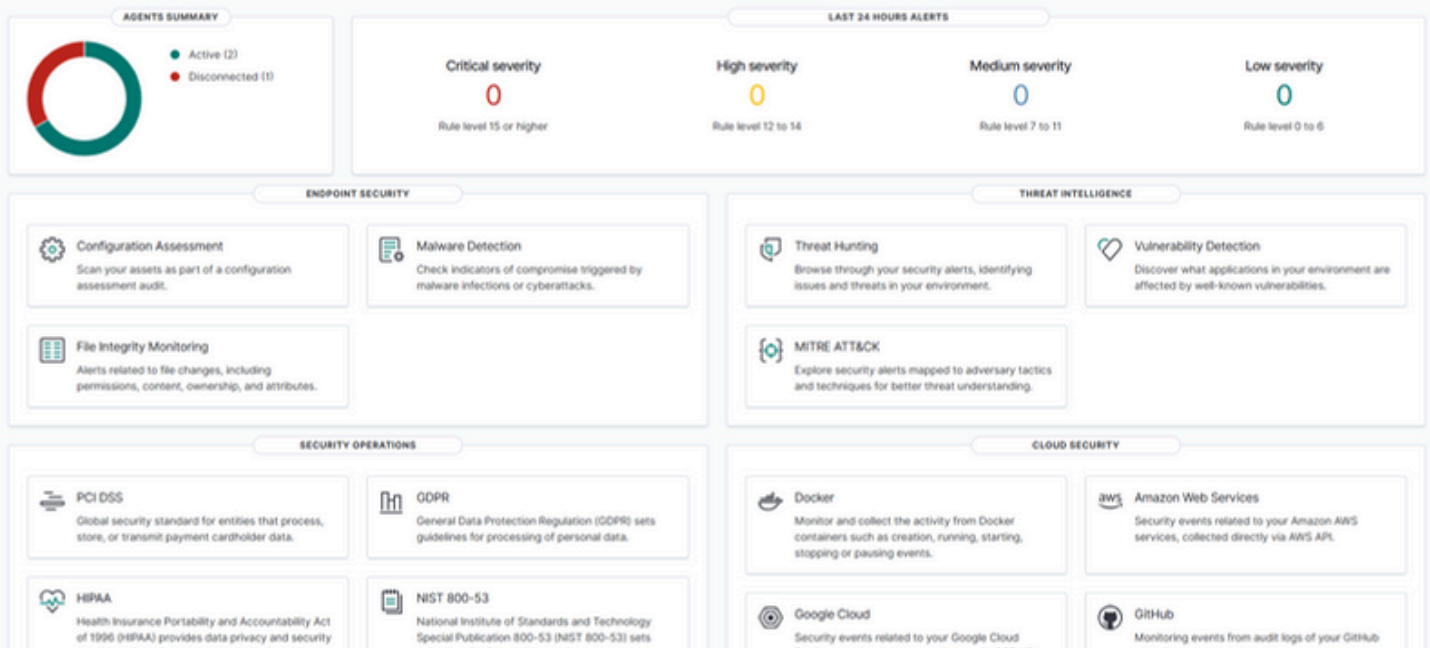 AGENTS SUMMARY
Active (2)
Disconnected (1)
LAST 24 HOURS ALERTS
Critical severity
0
Rule level 15 or higher
High severity
0
Rule level 12 to 14
Medium severity
0
Rule level 7 to 11
Low severity
0
Rule level 0 to 6
ENDPOINT SECURITY
Configuration Assessment
Scan your assets as part of a configuration
assessment audit.
Malware Detection
Check indicators of compromise triggered by
malware infections or cyberattacks.
File Integrity Monitoring
Alerts related to file changes, including
permissions, content, ownership, and attributes.
THREAT INTELLIGENCE
Threat Hunting
Browse through your security alerts, identifying
issues and threats in your environment.
Vulnerability Detection
Discover what applications in your environment are
affected by well-known vulnerabilities.
MITRE ATT&CK
Explore security alerts mapped to adversary tactics
and techniques for better threat understanding.
SECURITY OPERATIONS
PCI DSS
Global security standard for entities that process,
store, or transmit payment cardholder data.
GDPR
General Data Protection Regulation (GDPR) sets
guidelines for processing of personal data.
HIPAA
Health Insurance Portability and Accountability Act
of 1996 (HIPAA) provides data privacy and security
NIST 800-53
National Institute of Standards and Technology
Special Publication 800-53 (NIST 800-53) sets
CLOUD SECURITY
Docker
Monitor and collect the activity from Docker
containers such as creation, running, starting,
stopping or pausing events.
aws
Amazon Web Services
Security events related to your Amazon AWS
services, collected directly via AWS API.
Google Cloud
Security events related to your Google Cloud
GitHub
Monitoring events from audit logs of your GitHub